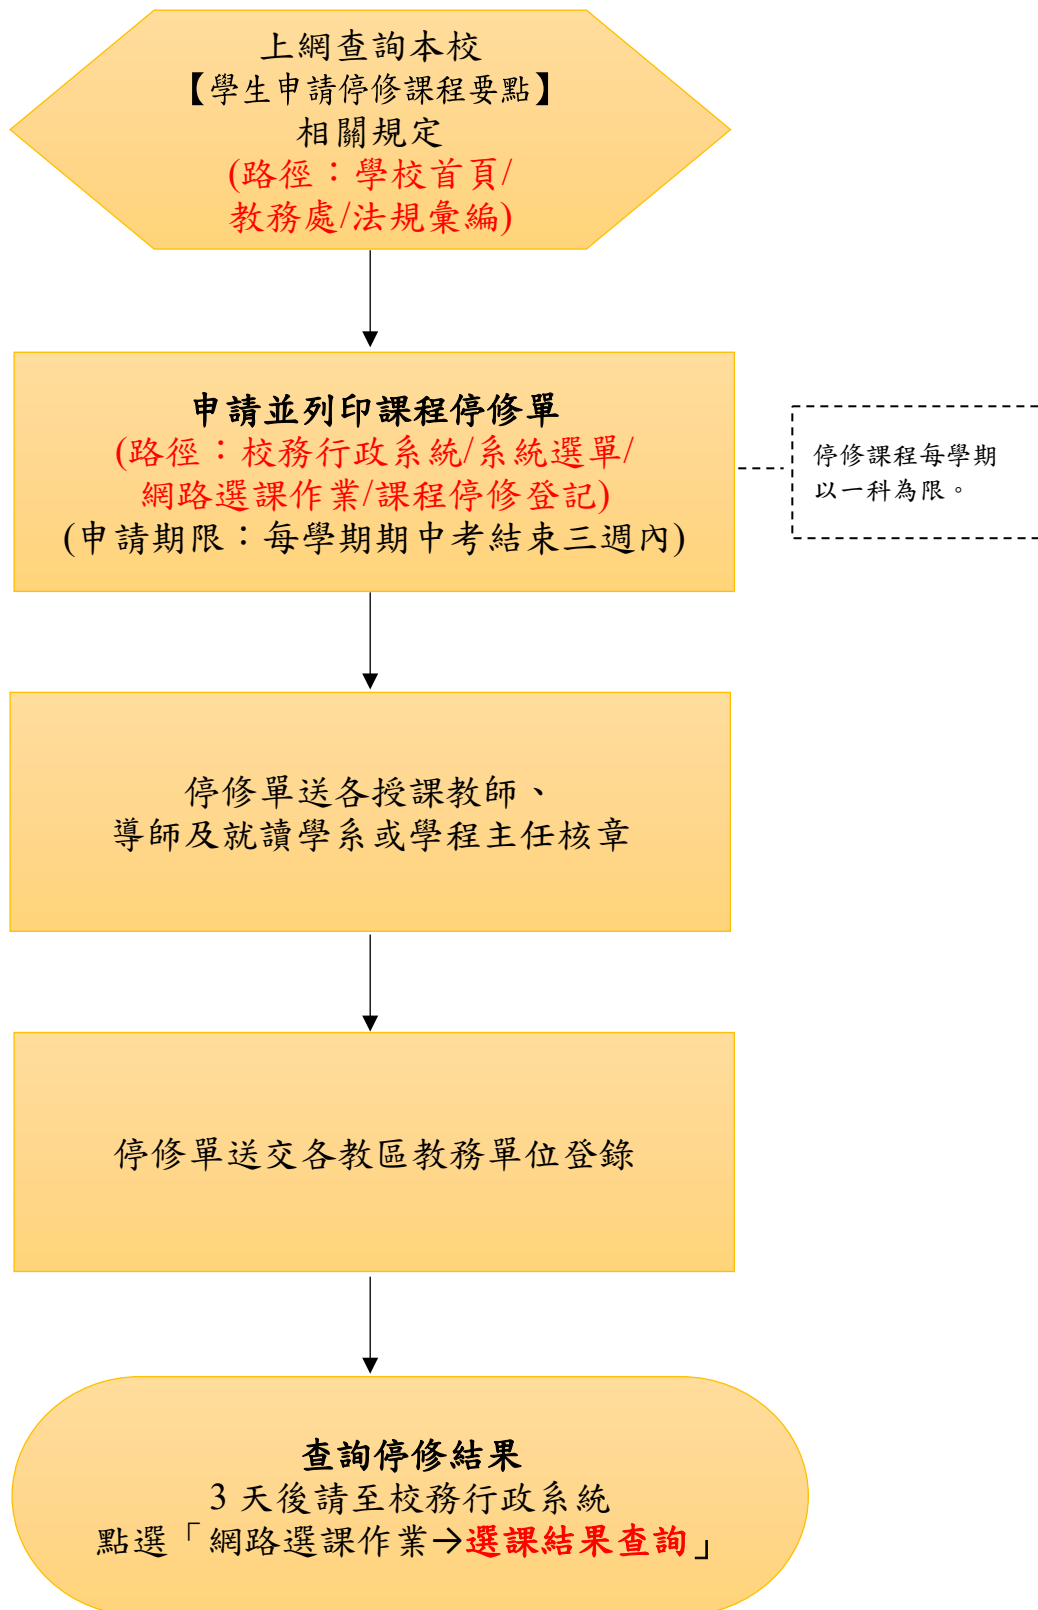 上網查詢本校
【學生申請停修課程要點】
相關規定
(路徑：學校首頁/
教務處/法規彙編)
申請並列印課程停修單
(路徑：校務行政系統/系統選單/
網路選課作業/課程停修登記)
(申請期限：每學期期中考結束三週內)
停修課程每學期
以一科為限。
停修單送各授課教師、
導師及就讀學系或學程主任核章
停修單送交各教區教務單位登錄
查詢停修結果
3 天後請至校務行政系統
點選「網路選課作業→選課結果查詢」